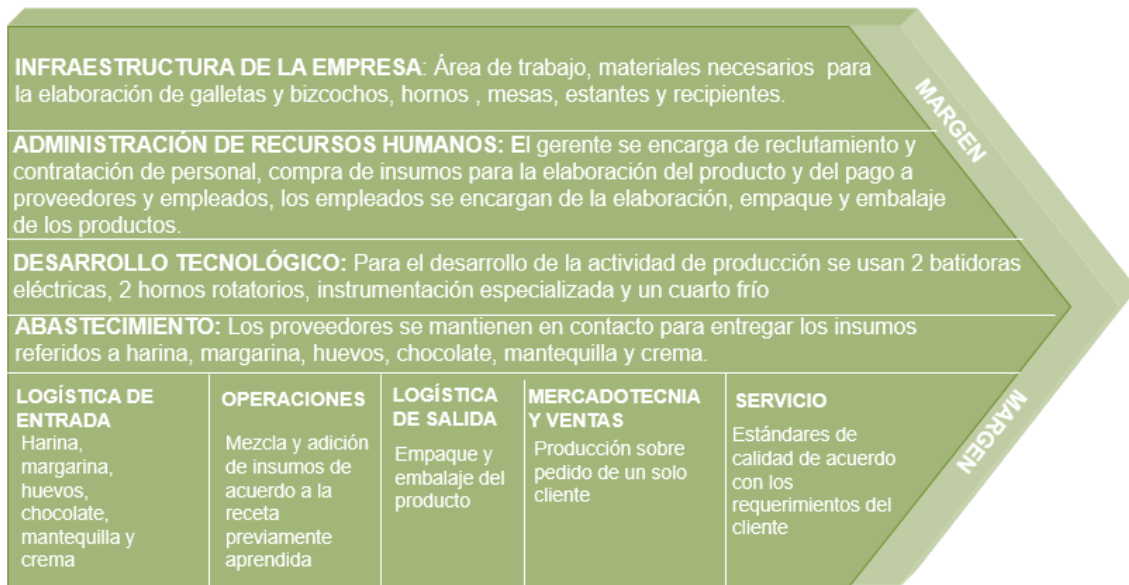 INFRAESTRUCTURA DE LA EMPRESA: Área de trabajo, materiales necesarios para
la elaboración de galletas y bizcochos, hornos , mesas, estantes y recipientes.
MARGEN
ADMINISTRACIÓN DE RECURSOS HUMANOS: El gerente se encarga de reclutamiento y
contratación de personal, compra de insumos para la elaboración del producto y del pago a
proveedores y empleados, los empleados se encargan de la elaboración, empaque y embalaje
de los productos.
DESARROLLO TECNOLÓGICO: Para el desarrollo de la actividad de producción se usan 2 batidoras
eléctricas, 2 hornos rotatorios, instrumentación especializada y un cuarto frío
ABASTECIMIENTO: Los proveedores se mantienen en contacto para entregar los insumos
referidos a harina, margarina, huevos, chocolate, mantequilla y crema.
LOGÍSTICA DE
ENTRADA
Harina,
margarina,
huevos,
chocolate,
mantequilla y
crema
OPERACIONES
Mezcla y adición
de insumos de
acuerdo a la
receta
previamente
aprendida
LOGÍSTICA
DE SALIDA
Empaque y
embalaje del
producto
MERCADOTECNIA
Y VENTAS
Producción sobre
pedido de un solo
cliente
SERVICIO
Estándares de
calidad de acuerdo
con los
requerimientos del
cliente
MARGEN